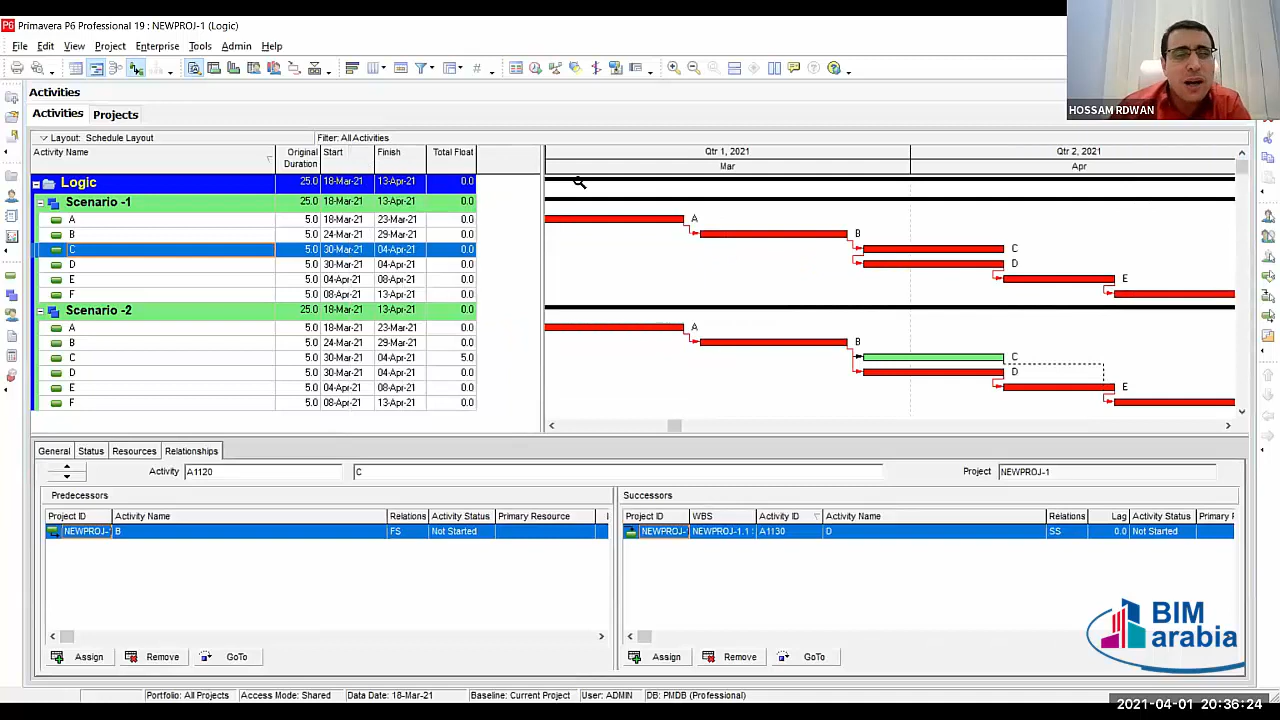 Primavera P6 Professional 19 : NEWPROJ-1 (Logic)
File Edit View Project Enterprise Tools Admin Help
HOSSAM RDWAN
Activities
Activities Projects
Layout: Schedule Layout Filter: All Activities
Activity Name Original Duration Start Finish Total Float Qtr 1, 2021 Qtr 2, 2021
Mar Apr
Logic 25.0 18-Mar-21 13-Apr-21 0.0
Scenario -1 25.0 18-Mar-21 13-Apr-21 0.0
A 5.0 18-Mar-21 23-Mar-21 0.0 A
B 5.0 24-Mar-21 29-Mar-21 0.0 B
C 5.0 30-Mar-21 04-Apr-21 0.0 C
D 5.0 30-Mar-21 04-Apr-21 0.0 D
E 5.0 04-Apr-21 08-Apr-21 0.0 E
F 5.0 08-Apr-21 13-Apr-21 0.0
Scenario -2 25.0 18-Mar-21 13-Apr-21 0.0
A 5.0 18-Mar-21 23-Mar-21 0.0 A
B 5.0 24-Mar-21 29-Mar-21 0.0 B
C 5.0 30-Mar-21 04-Apr-21 5.0 C
D 5.0 30-Mar-21 04-Apr-21 0.0 D
E 5.0 04-Apr-21 08-Apr-21 0.0 E
F 5.0 08-Apr-21 13-Apr-21 0.0
General Status Resources Relationships
Activity A1120 C Project NEWPROJ-1
Predecessors Successors
Project ID Activity Name Relations Activity Status Primary Resource Project ID WBS Activity ID Activity Name Relations Lag Activity Status Primary
NEWPROJ- B FS Not Started NEWPROJ- NEWPROJ-1.1 A1130 D SS 0.0 Not Started
BIM
arabia
Assign Remove GoTo Assign Remove GoTo
Portfolio: All Projects Access Mode: Shared Data Date: 18-Mar-21 Baseline: Current Project User: ADMIN DB: PMDB (Professional)
2021-04-01 20:36:24